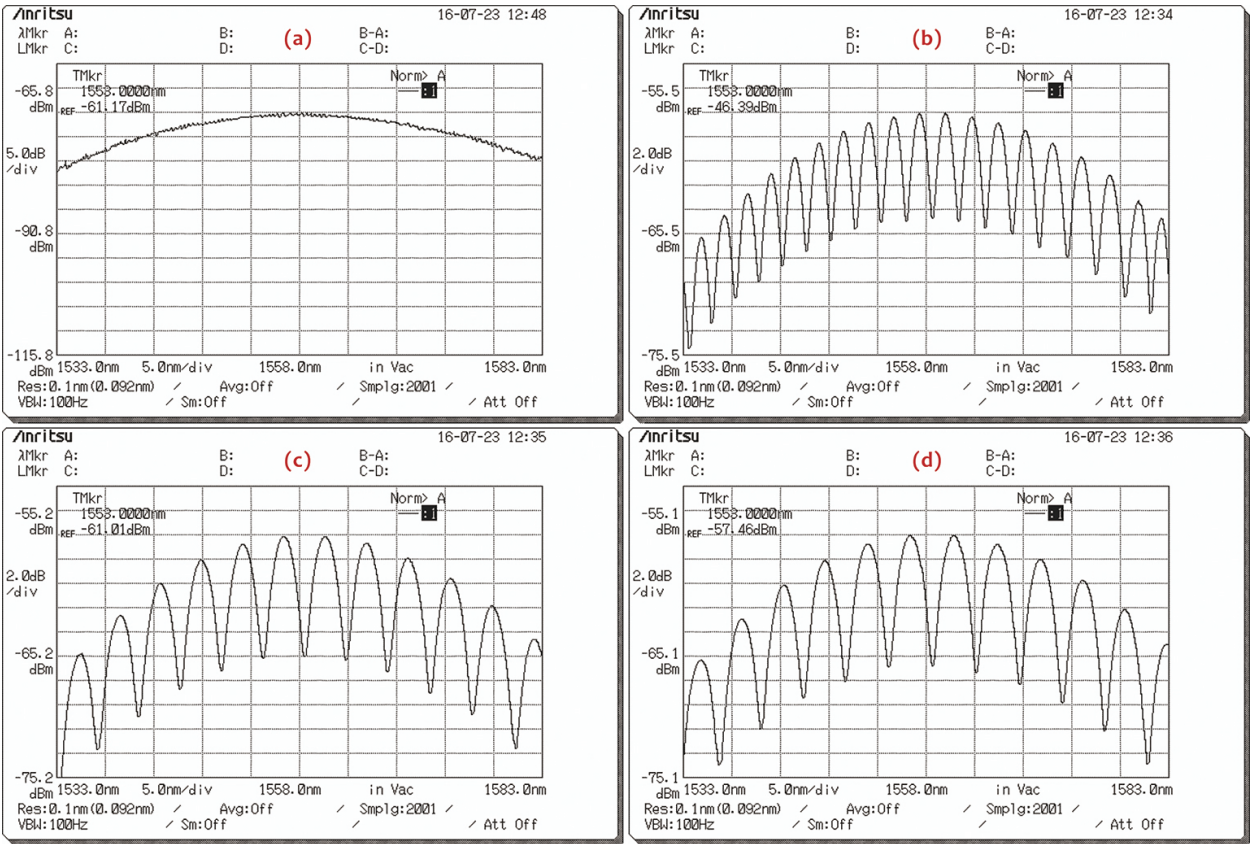 Anritsu 16-07-23 12:48
λMkr A: B: B-A:
LMkr C: D: C-D:
(a)
TMkr
1553.0000nm
REF -61.17dBm
Norm> A
:1
-65.8
dBm
5.0dB
/div
-90.8
dBm
-115.8
dBm
1533.0nm 5.0nm/div 1558.0nm in Vac 1583.0nm
Res:0.1nm(0.092nm) / Avg:Off / Smplg:2001 /
VBW:100Hz / Sm:Off / / Att Off
Anritsu 16-07-23 12:34
λMkr A: B: B-A:
LMkr C: D: C-D:
(b)
TMkr
1553.0000nm
REF -46.39dBm
Norm> A
:1
-55.5
dBm
2.0dB
/div
-65.5
dBm
-75.5
dBm
1533.0nm 5.0nm/div 1558.0nm in Vac 1583.0nm
Res:0.1nm(0.092nm) / Avg:Off / Smplg:2001 /
VBW:100Hz / Sm:Off / / Att Off
Anritsu 16-07-23 12:35
λMkr A: B: B-A:
LMkr C: D: C-D:
(c)
TMkr
1553.0000nm
REF -61.01dBm
Norm> A
:1
-55.2
dBm
2.0dB
/div
-65.2
dBm
-75.2
dBm
1533.0nm 5.0nm/div 1558.0nm in Vac 1583.0nm
Res:0.1nm(0.092nm) / Avg:Off / Smplg:2001 /
VBW:100Hz / Sm:Off / / Att Off
Anritsu 16-07-23 12:36
λMkr A: B: B-A:
LMkr C: D: C-D:
(d)
TMkr
1553.0000nm
REF -57.46dBm
Norm> A
:1
-55.1
dBm
2.0dB
/div
-65.1
dBm
-75.1
dBm
1533.0nm 5.0nm/div 1558.0nm in Vac 1583.0nm
Res:0.1nm(0.092nm) / Avg:Off / Smplg:2001 /
VBW:100Hz / Sm:Off / / Att Off